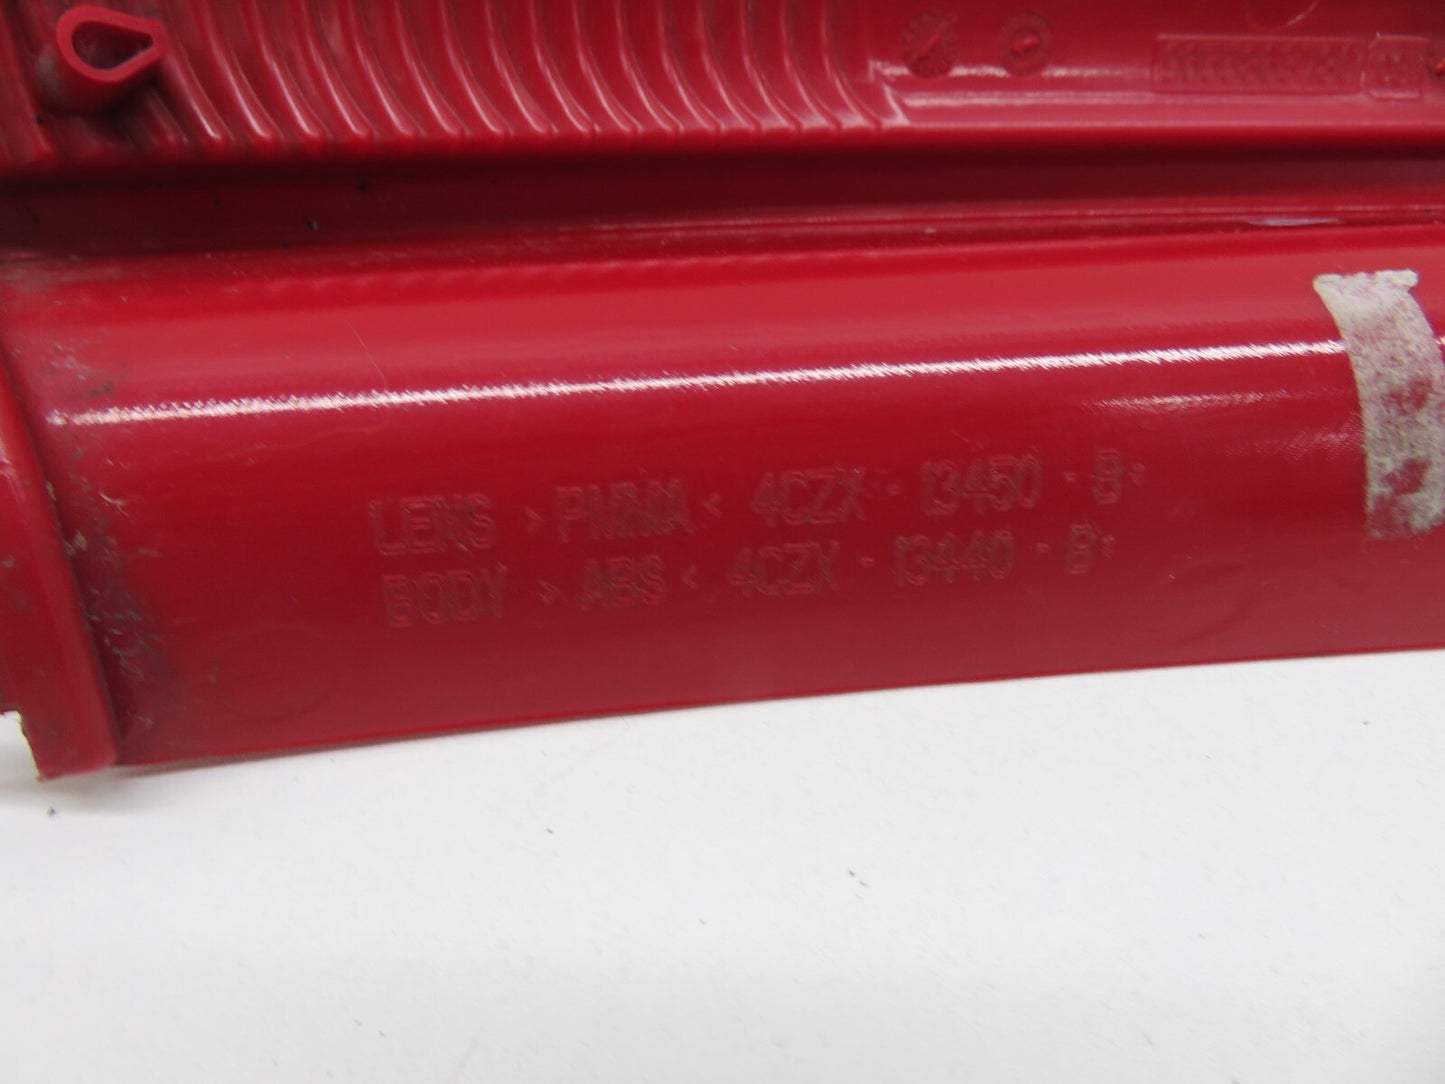 LENS >PMMA< 4CZX - 13450 - B
BODY >ABS< 4CZX - 13440 - B